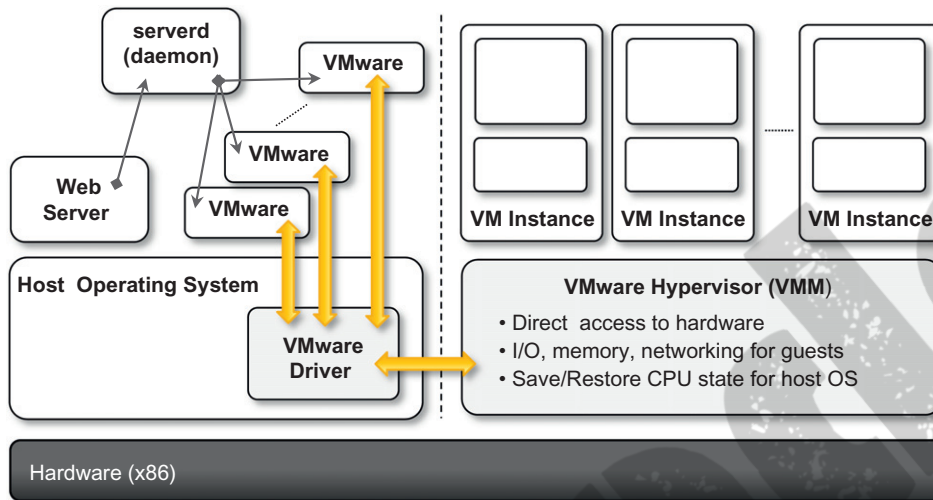 serverd
(daemon)
VMware
VMware
VMware
Web
Server
Host Operating System
VMware
Driver
VM Instance
VM Instance
VM Instance
VMware Hypervisor (VMM)
• Direct access to hardware
• I/O, memory, networking for guests
• Save/Restore CPU state for host OS
Hardware (x86)